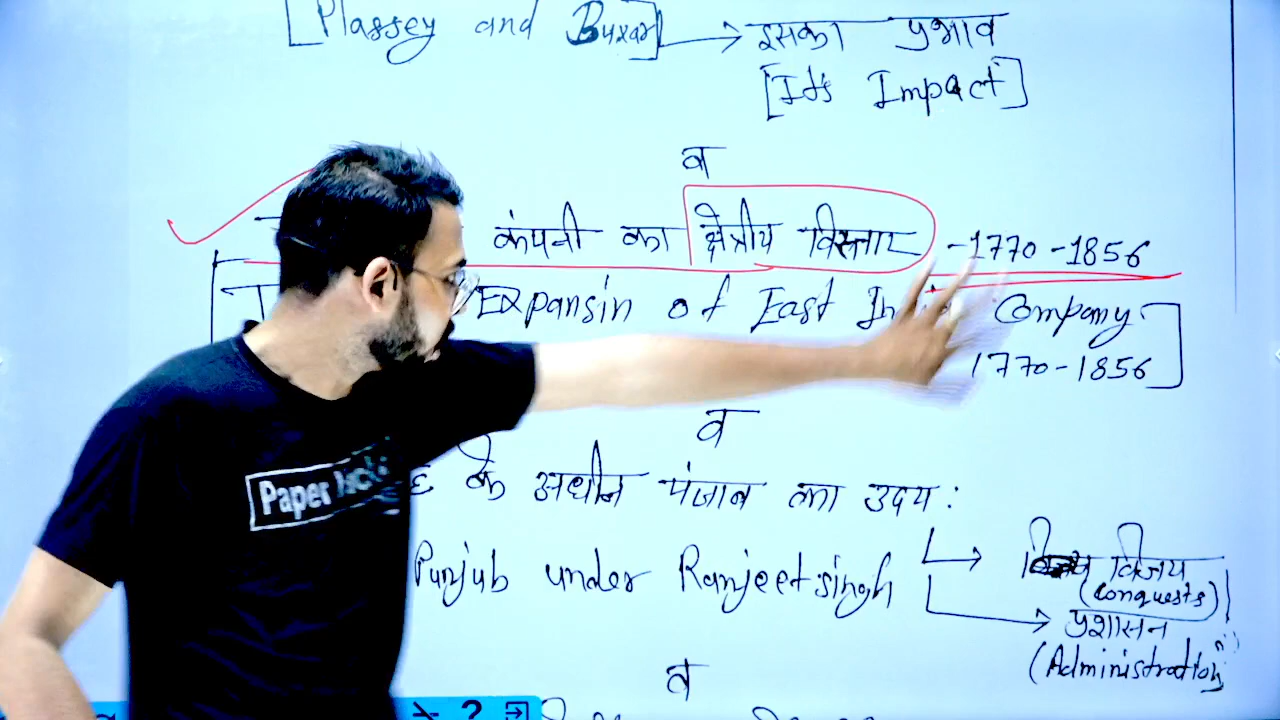 [Plassey and Buxar] → इसका प्रभाव
[Its Impact]
व
कंपनी का क्षेत्रीय विस्तार - 1770 - 1856
Expansin of East Company
1770 - 1856]
व
के अधीन पंजाब का उदय :
Punjub under Ranjeet singh
विजय
(Conquests)
प्रशासन
(Administration)
व
Paper
?